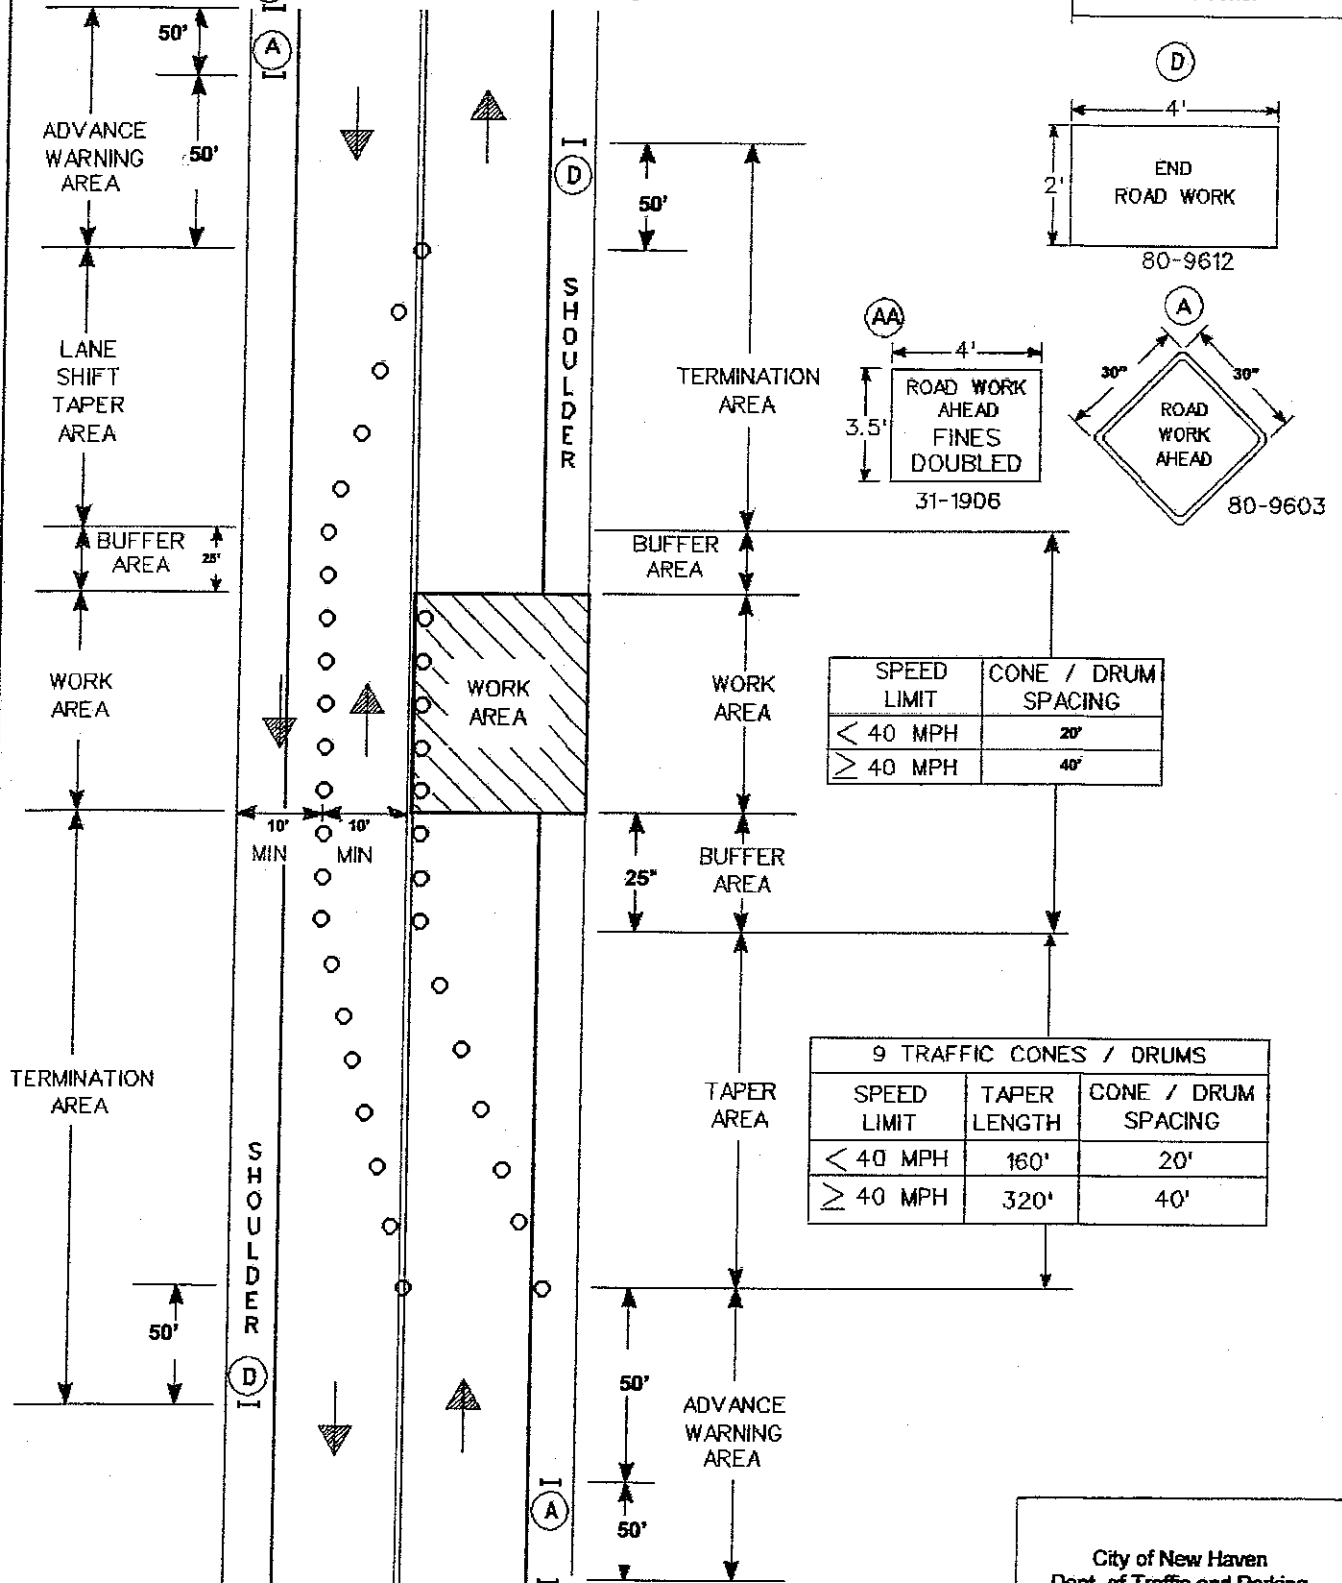 50'
A
ADVANCE
WARNING
AREA
50'
LANE
SHIFT
TAPER
AREA
BUFFER
AREA
25'
WORK
AREA
10'
MIN
10'
MIN
TERMINATION
AREA
SHOULDER
50'
D
D
SHOULDER
50'
TERMINATION
AREA
BUFFER
AREA
WORK
AREA
WORK
AREA
25"
BUFFER
AREA
TAPER
AREA
50'
ADVANCE
WARNING
AREA
A
50'
D
4'
2'
END
ROAD WORK
80-9612
AA
4'
3.5'
ROAD WORK
AHEAD
FINES
DOUBLED
31-1906
A
30"
30"
ROAD
WORK
AHEAD
80-9603
SPEED LIMIT CONE / DRUM SPACING
< 40 MPH 20'
≥ 40 MPH 40'
9 TRAFFIC CONES / DRUMS
SPEED LIMIT TAPER LENGTH CONE / DRUM SPACING
< 40 MPH 160' 20'
≥ 40 MPH 320' 40'
City of New Haven
Dept. of Traffic and Parking